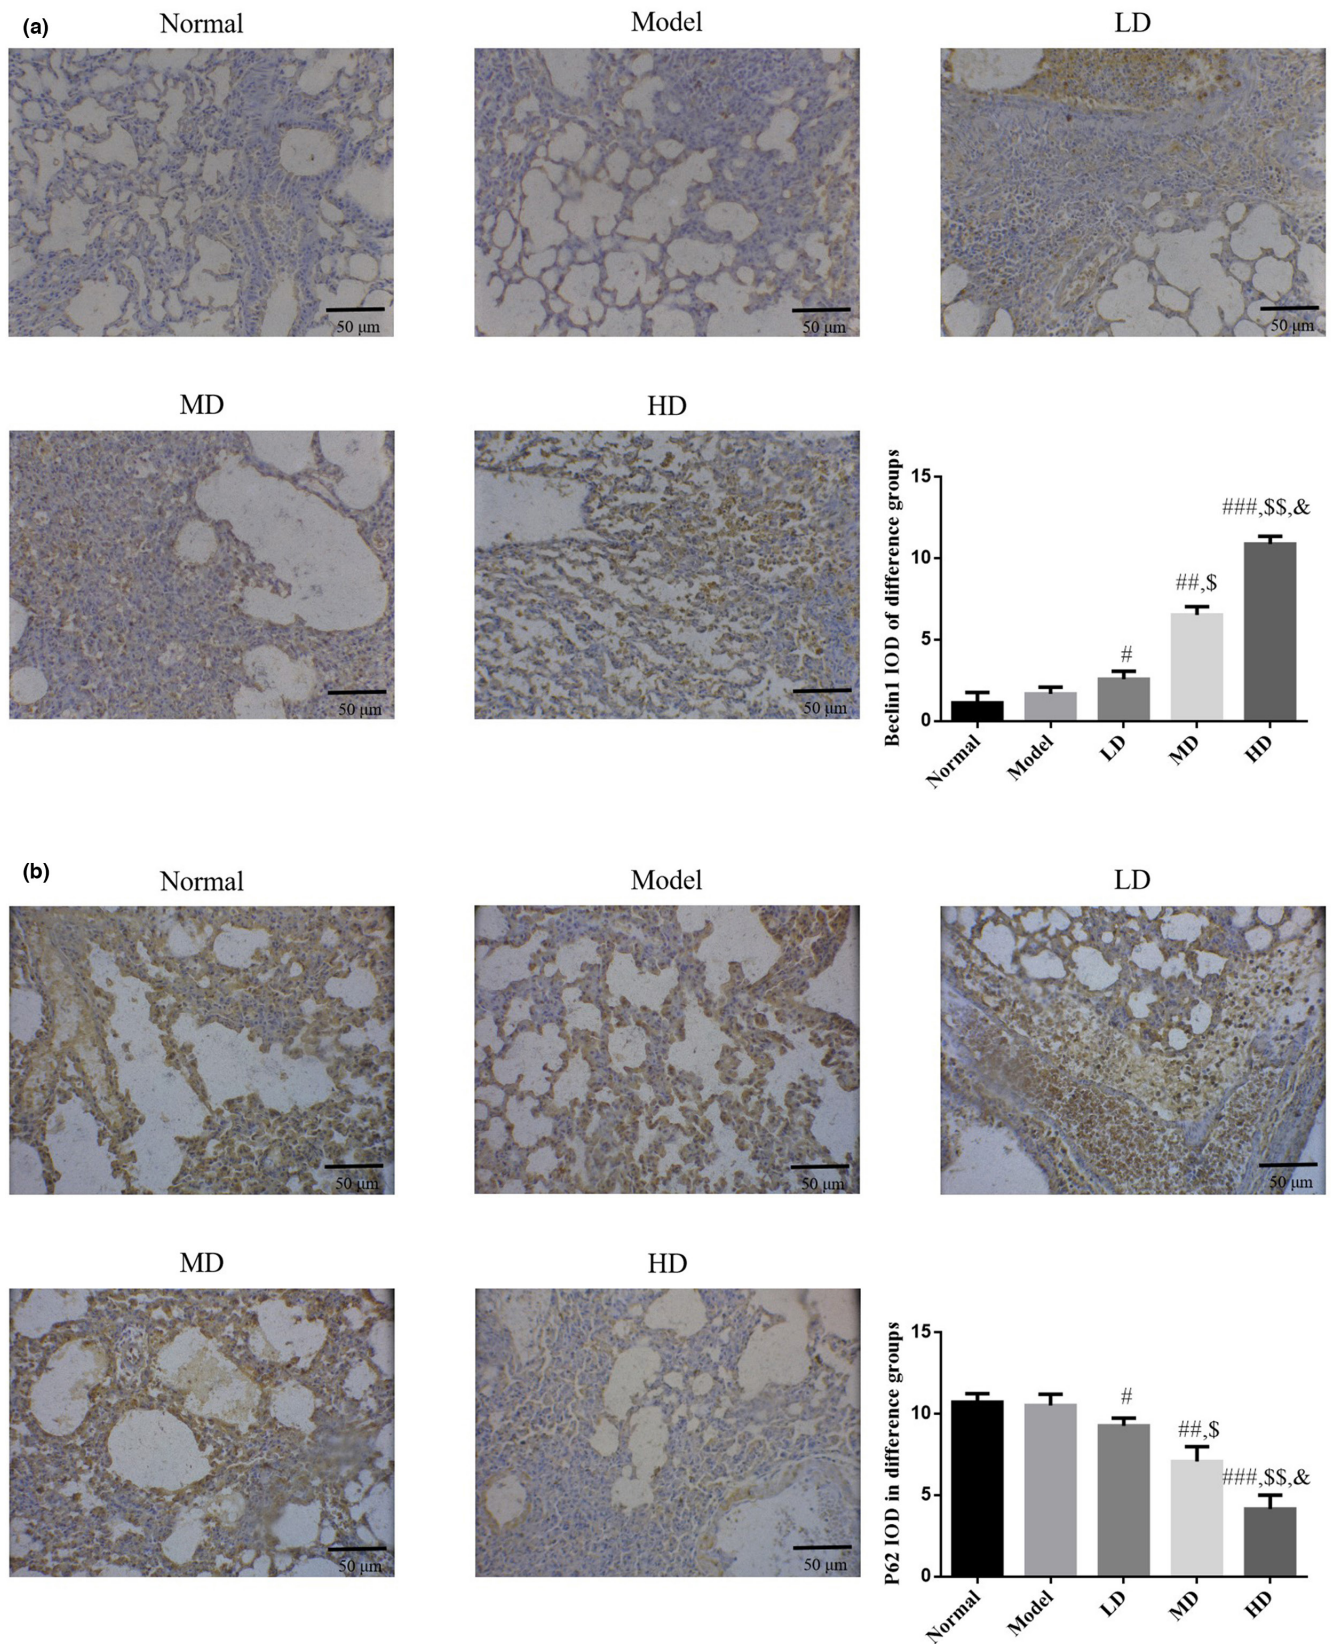 (a)
Normal
Model
LD
50 μm
50 μm
50 μm
MD
HD
50 μm
50 μm
Beclin1 IOD of difference groups
15
10
5
0
#
##,$
###,$$,&
Normal
Model
LD
MD
HD
(b)
Normal
Model
LD
50 μm
50 μm
50 μm
MD
HD
50 μm
50 μm
P62 IOD in difference groups
15
10
5
0
#
##,$
###,$$,&
Normal
Model
LD
MD
HD